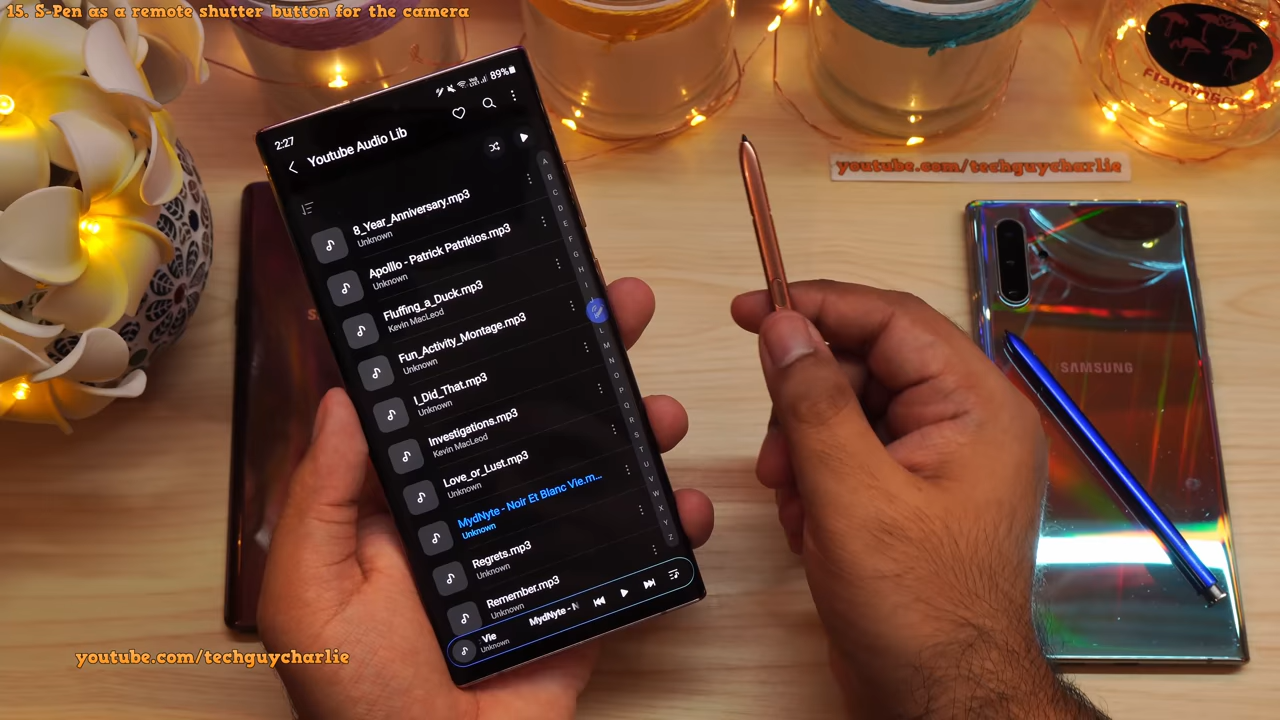 15. S-Pen as a remote shutter button for the camera
2:27
89%
Youtube Audio Lib
8_Year_Anniversary.mp3
Unknown
Apolllo - Patrick Patrikios.mp3
Unknown
Fluffing_a_Duck.mp3
Kevin MacLeod
Fun_Activity_Montage.mp3
Unknown
I_Did_That.mp3
Unknown
Investigations.mp3
Kevin MacLeod
Love_or_Lust.mp3
Unknown
MydNyte - Noir Et Blanc Vie.m...
Unknown
Regrets.mp3
Unknown
Remember.mp3
Unknown
Vie
MydNyte - N
Unknown
A
B
C
D
E
F
G
H
I
L
M
N
O
P
Q
R
S
T
U
V
W
X
Y
Z
youtube.com/techguycharlie
SAMSUNG
youtube.com/techguycharlie